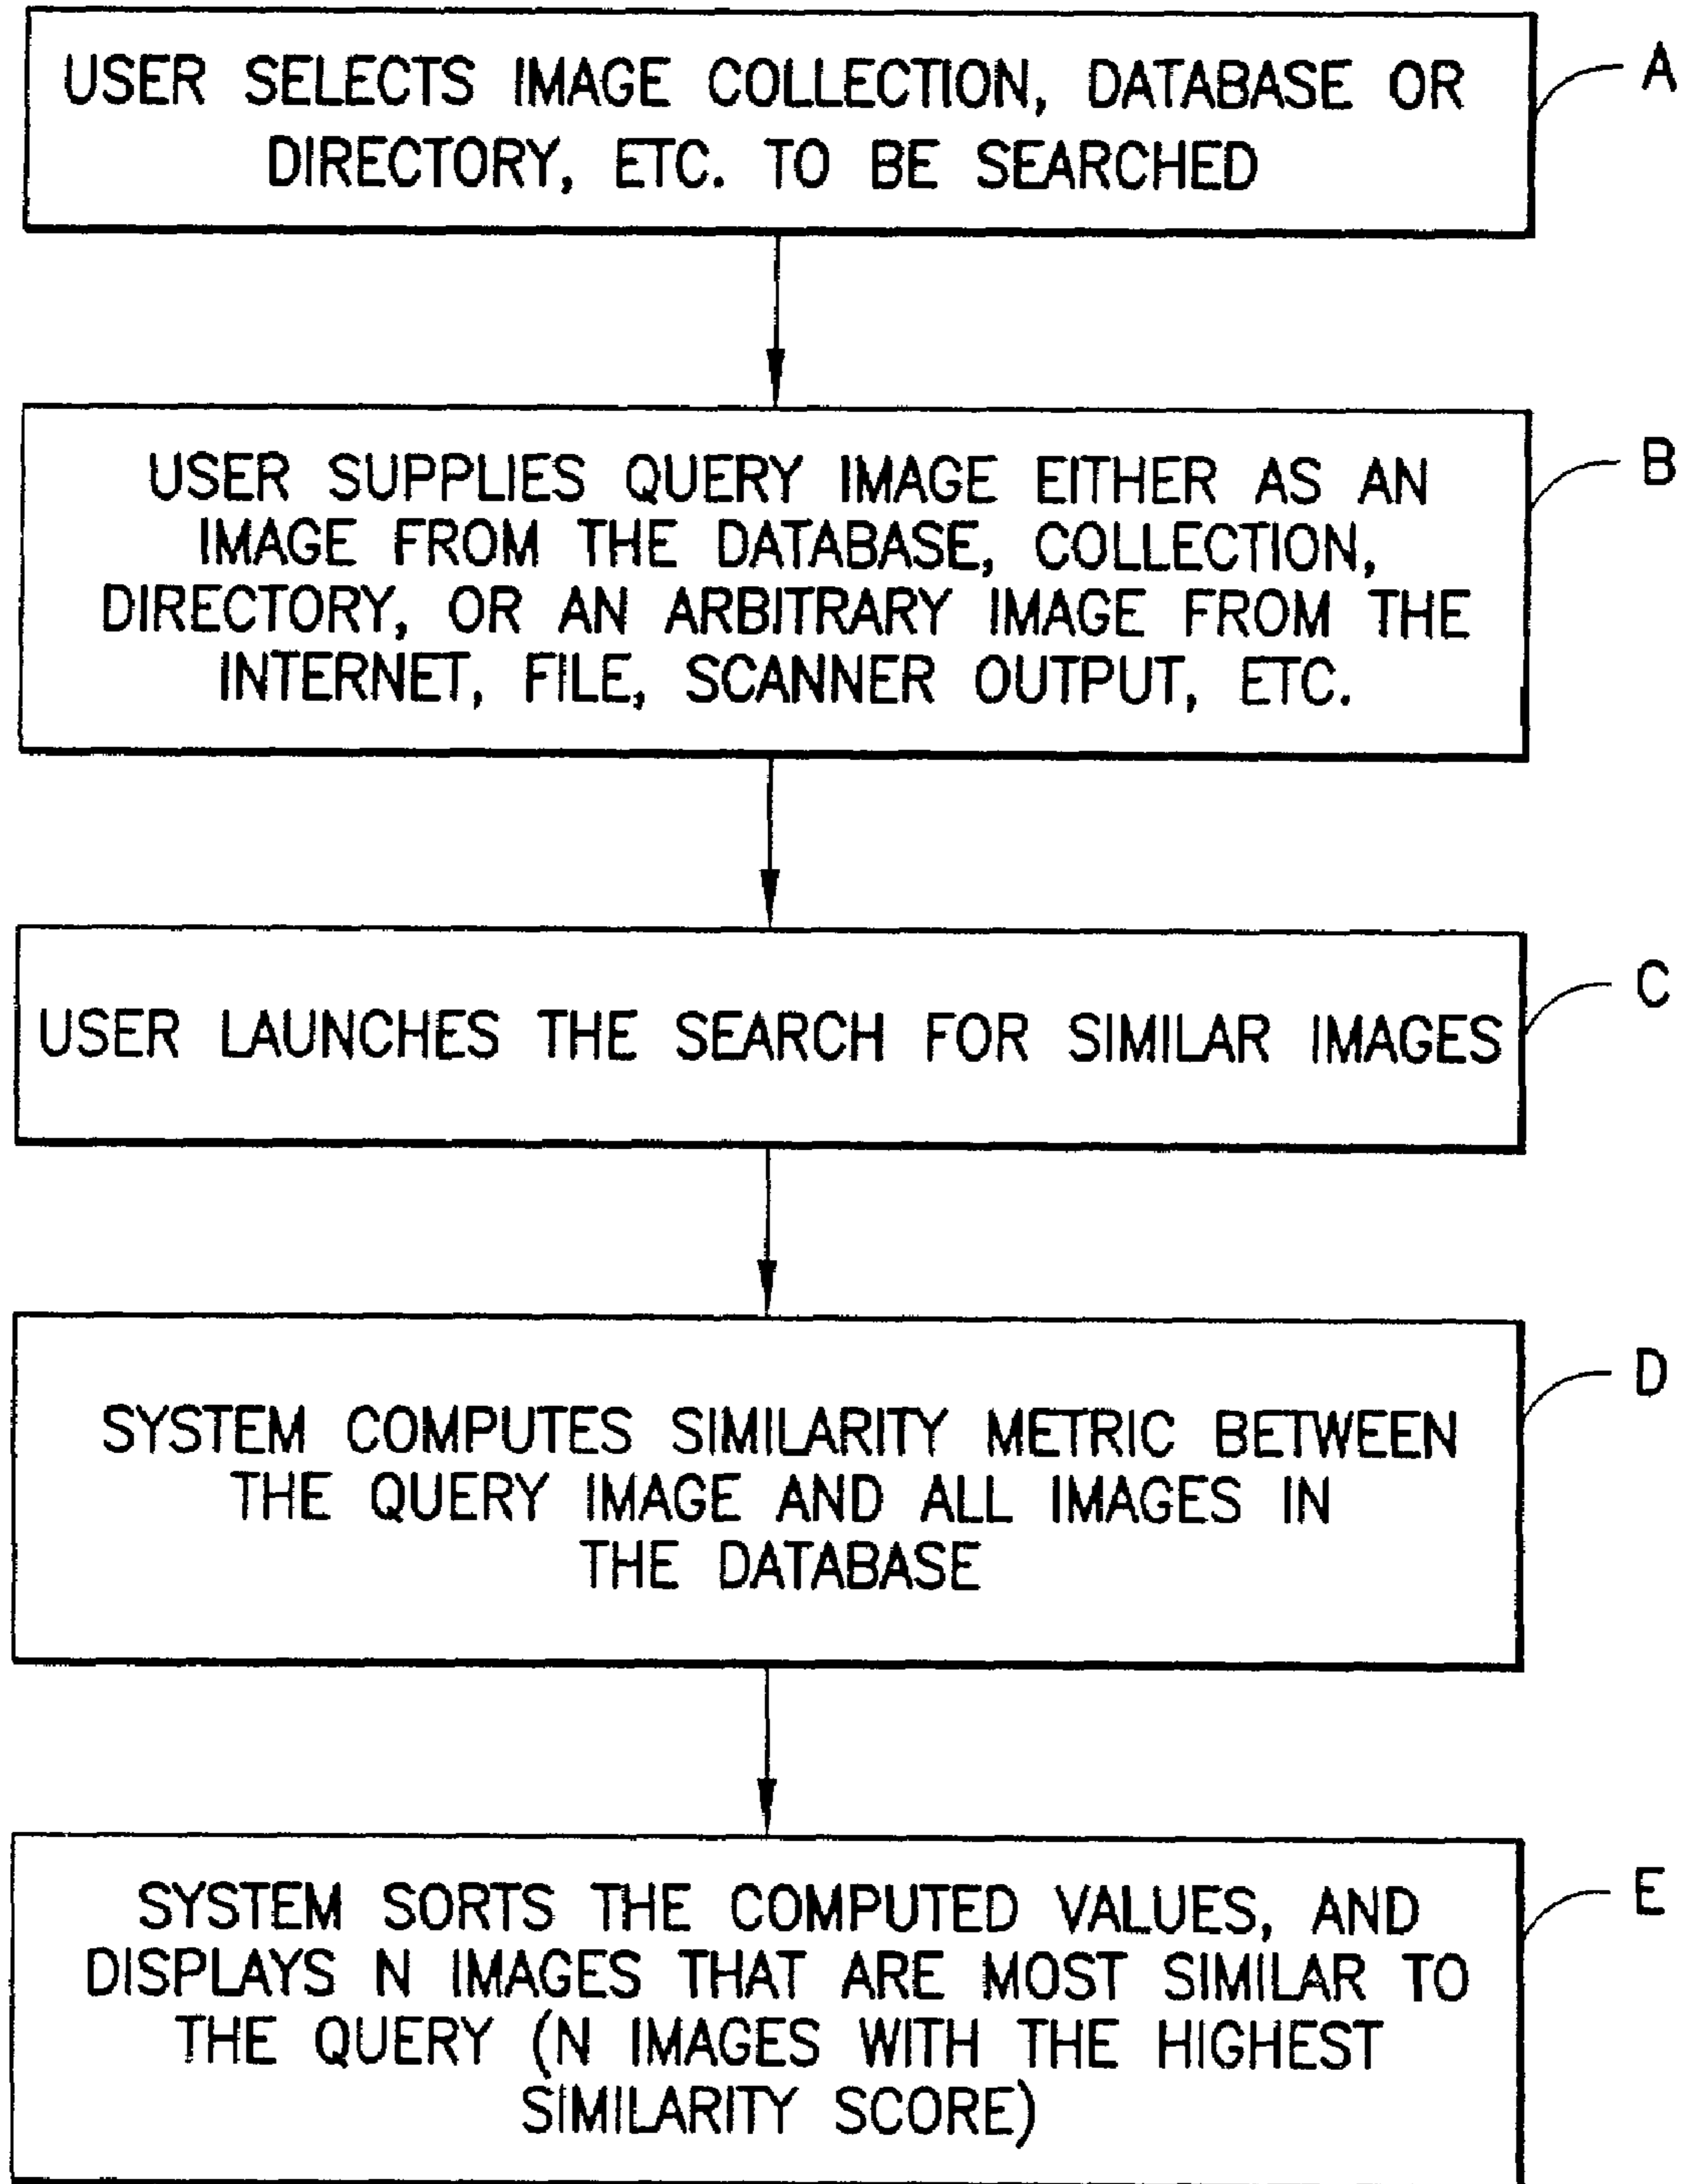 USER SELECTS IMAGE COLLECTION, DATABASE OR
DIRECTORY, ETC. TO BE SEARCHED
A
USER SUPPLIES QUERY IMAGE EITHER AS AN
IMAGE FROM THE DATABASE, COLLECTION,
DIRECTORY, OR AN ARBITRARY IMAGE FROM THE
INTERNET, FILE, SCANNER OUTPUT, ETC.
B
USER LAUNCHES THE SEARCH FOR SIMILAR IMAGES
C
SYSTEM COMPUTES SIMILARITY METRIC BETWEEN
THE QUERY IMAGE AND ALL IMAGES IN
THE DATABASE
D
SYSTEM SORTS THE COMPUTED VALUES, AND
DISPLAYS N IMAGES THAT ARE MOST SIMILAR TO
THE QUERY (N IMAGES WITH THE HIGHEST
SIMILARITY SCORE)
E